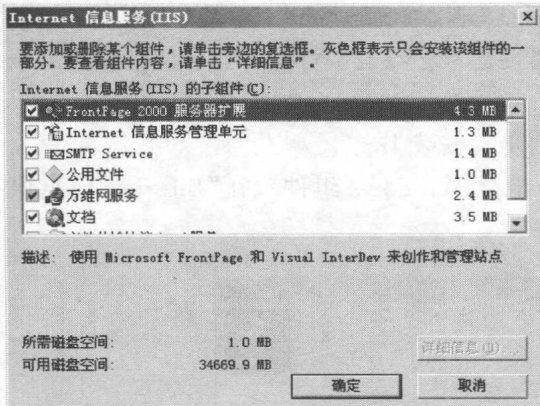 Internet 信息服务(IIS)
要添加或删除某个组件，请单击旁边的复选框。灰色框表示只会安装该组件的一
部分。要查看组件内容，请单击“详细信息”。
Internet 信息服务(IIS) 的子组件(C):
FrontPage 2000 服务器扩展 4.3 MB
Internet 信息服务管理单元 1.3 MB
SMTP Service 1.4 MB
公用文件 1.0 MB
万维网服务 2.4 MB
文档 3.5 MB
描述: 使用 Microsoft FrontPage 和 Visual InterDev 来创作和管理站点
所需磁盘空间: 1.0 MB
可用磁盘空间: 34669.9 MB
详细信息(D)...
确定 取消